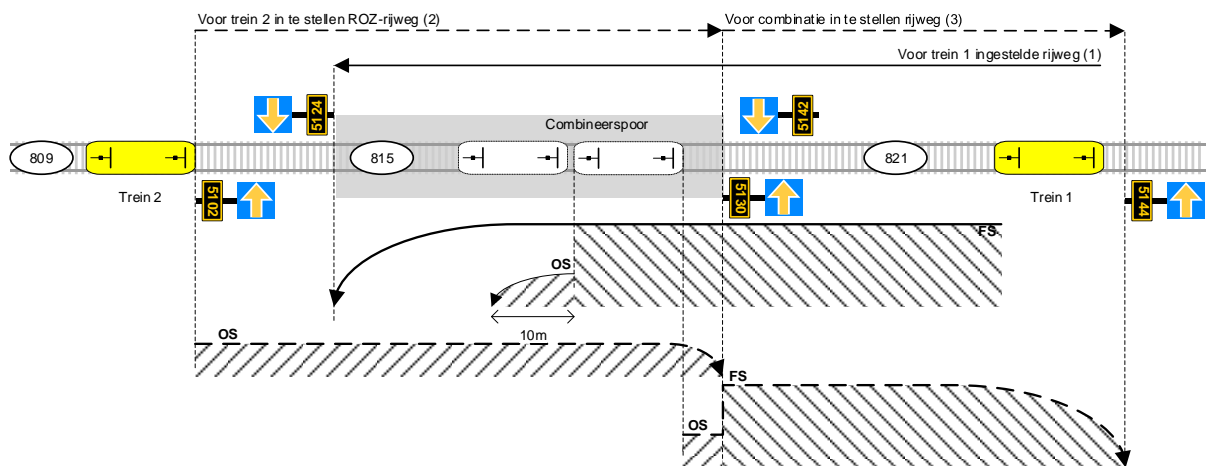 Voor trein 2 in te stellen ROZ-rijweg (2)
Voor combinatie in te stellen rijweg (3)
Voor trein 1 ingestelde rijweg (1)
5124
5142
Combineerspoor
809
815
821
Trein 2
Trein 1
5102
5130
5144
FS
OS
10m
OS
FS
OS